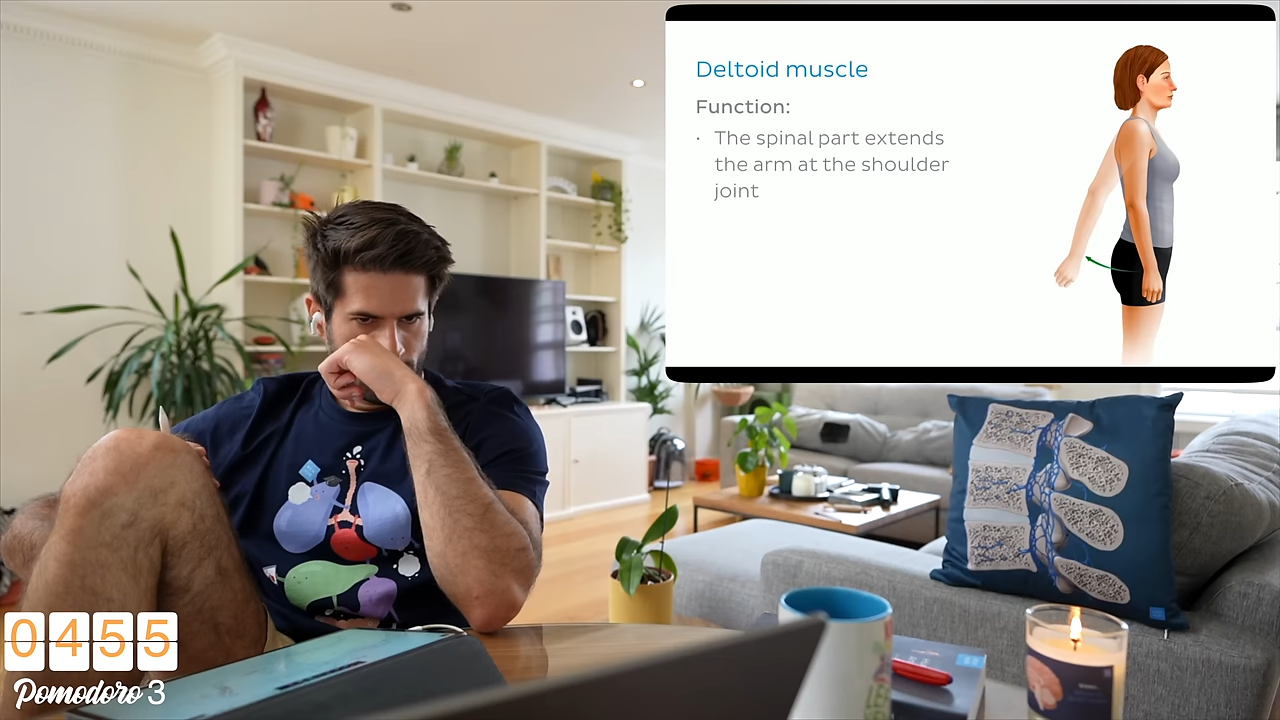 Deltoid muscle
Function:
· The spinal part extends
the arm at the shoulder
joint
0455
Pomodoro 3